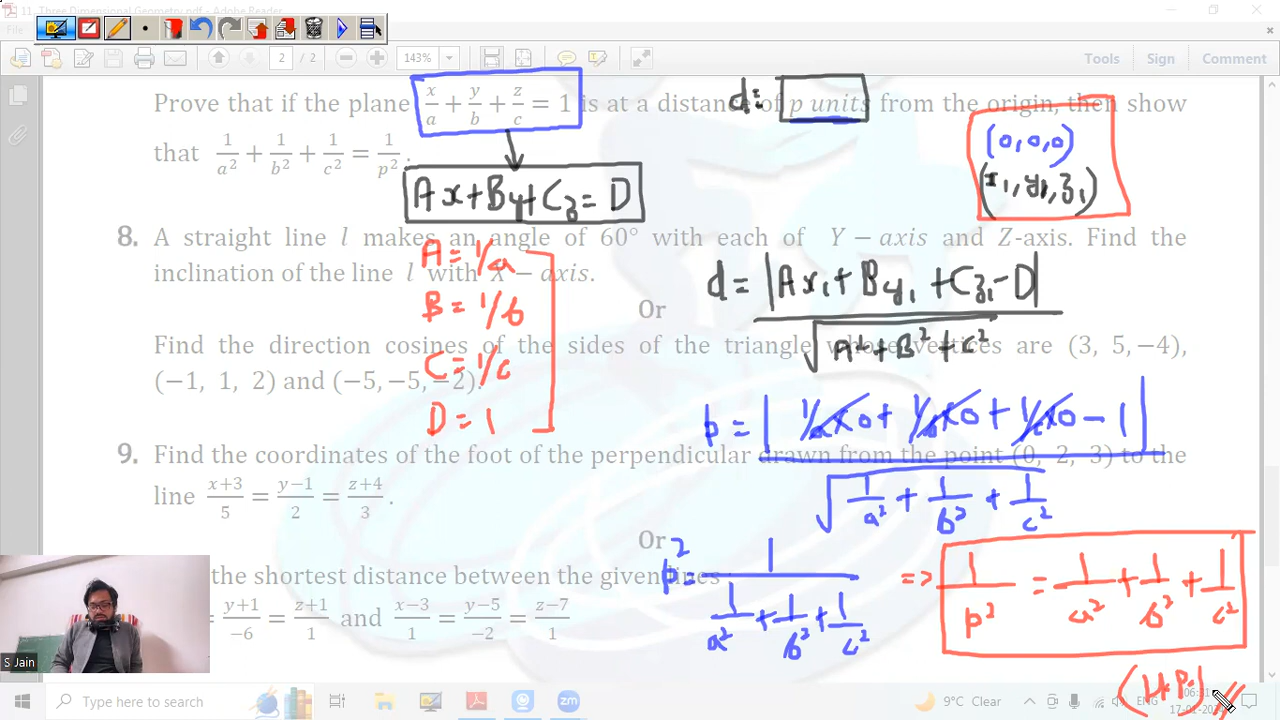 11. Three Dimensional Geometry.pdf - Adobe Reader
File
2 / 2
143%
Tools Sign Comment
Prove that if the plane x/a + y/b + z/c = 1 is at a distance of p units from the origin, then show
that 1/a² + 1/b² + 1/c² = 1/p².
d =
(0,0,0)
(x₁, y₁, z₁)
Ax + By + Cz = D
8. A straight line l makes an angle of 60° with each of Y − axis and Z-axis. Find the
inclination of the line l with X − axis.
A = 1/a
B = 1/b
C = 1/c
D = 1
d = |Ax₁ + By₁ + Cz₁ − D| / √A² + B² + C²
Or
Find the direction cosines of the sides of the triangle whose vertices are (3, 5, −4),
(−1, 1, 2) and (−5, −5, −2).
p = | 1/a×0 + 1/b×0 + 1/c×0 − 1 | / √1/a² + 1/b² + 1/c²
9. Find the coordinates of the foot of the perpendicular drawn from the point (0, 2, 3) to the
line x+3/5 = y−1/2 = z+4/3.
Or
p² = 1 / 1/a² + 1/b² + 1/c²
=> 1/p² = 1/a² + 1/b² + 1/c²
the shortest distance between the given lines
= y+1/−6 = z+1/1 and x−3/1 = y−5/−2 = z−7/1
(H.P.)
S Jain
Type here to search
zm
9°C Clear